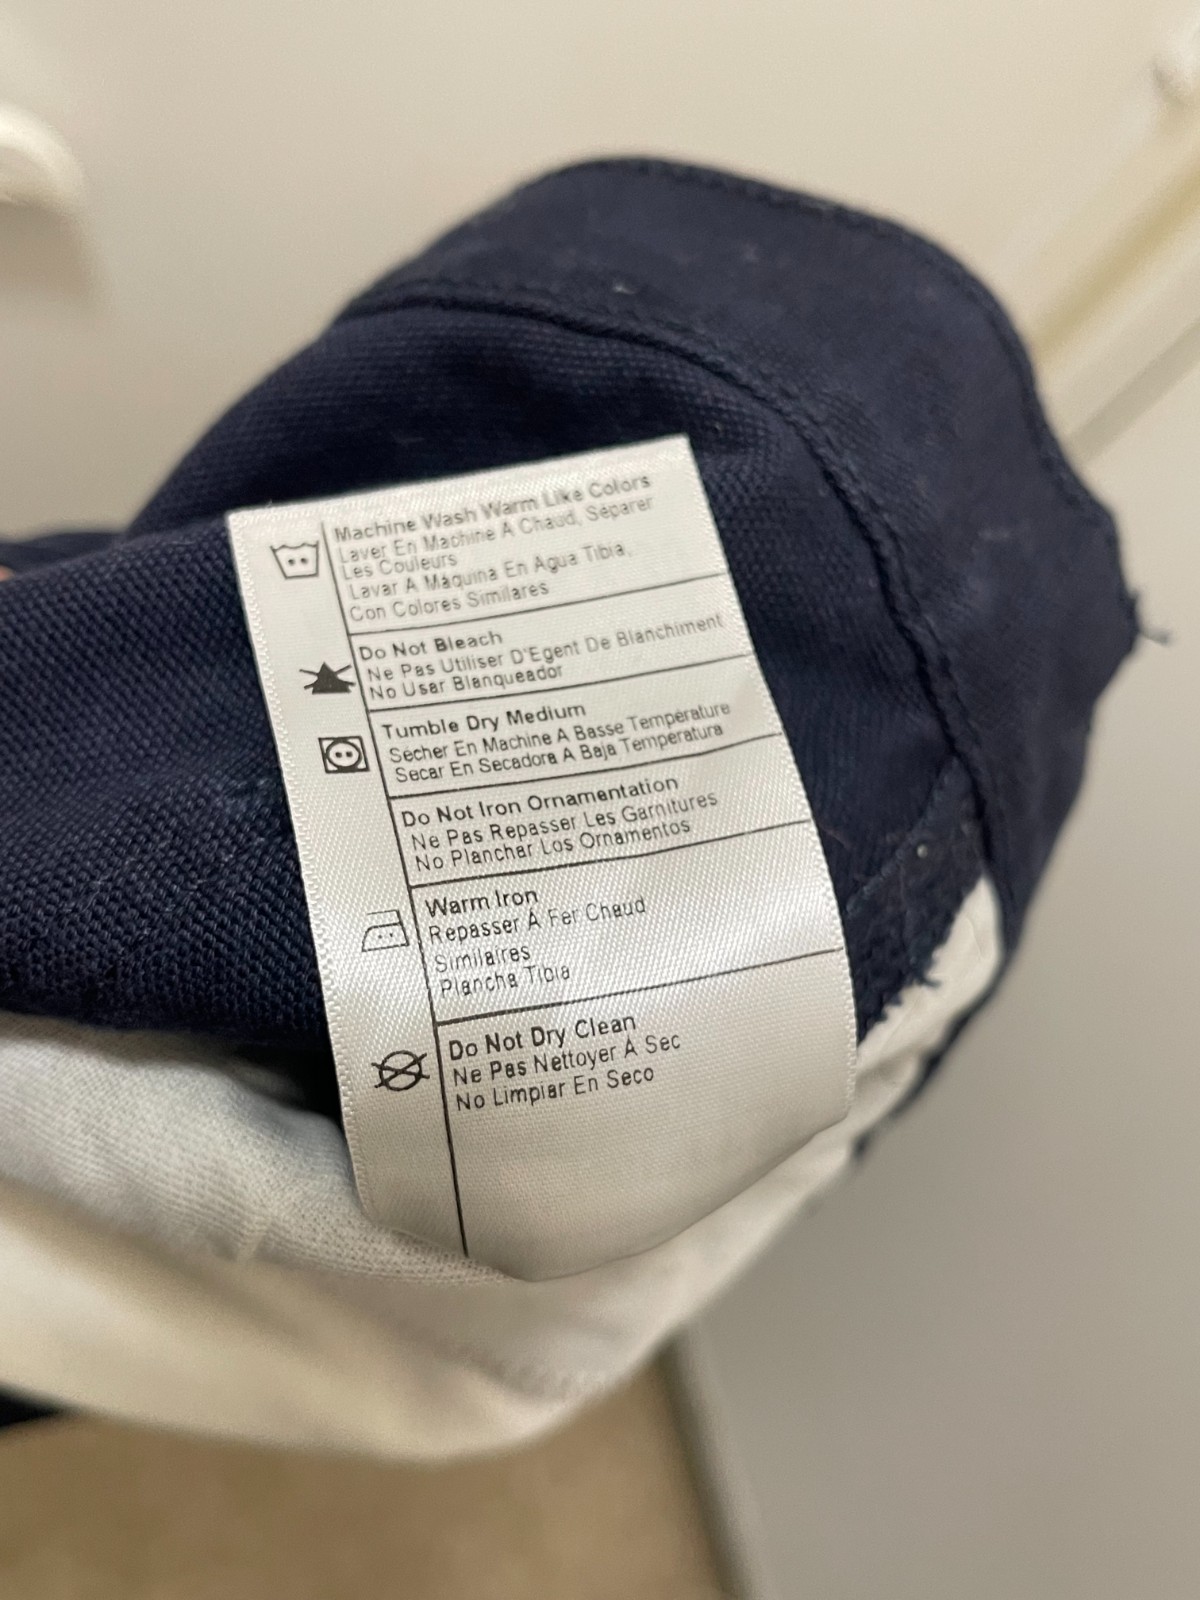 Machine Wash Warm Like Colors
Laver En Machine A Chaud, Séparer
Les Couleurs
Lavar A Máquina En Agua Tibia,
Con Colores Similares
Do Not Bleach
Ne Pas Utiliser D'Egent De Blanchiment
No Usar Blanqueador
Tumble Dry Medium
Sécher En Machine A Basse Température
Secar En Secadora A Baja Temperatura
Do Not Iron Ornamentation
Ne Pas Repasser Les Garnitures
No Planchar Los Ornamentos
Warm Iron
Repasser À Fer Chaud
Similaires
Plancha Tibia
Do Not Dry Clean
Ne Pas Nettoyer À Sec
No Limpiar En Seco